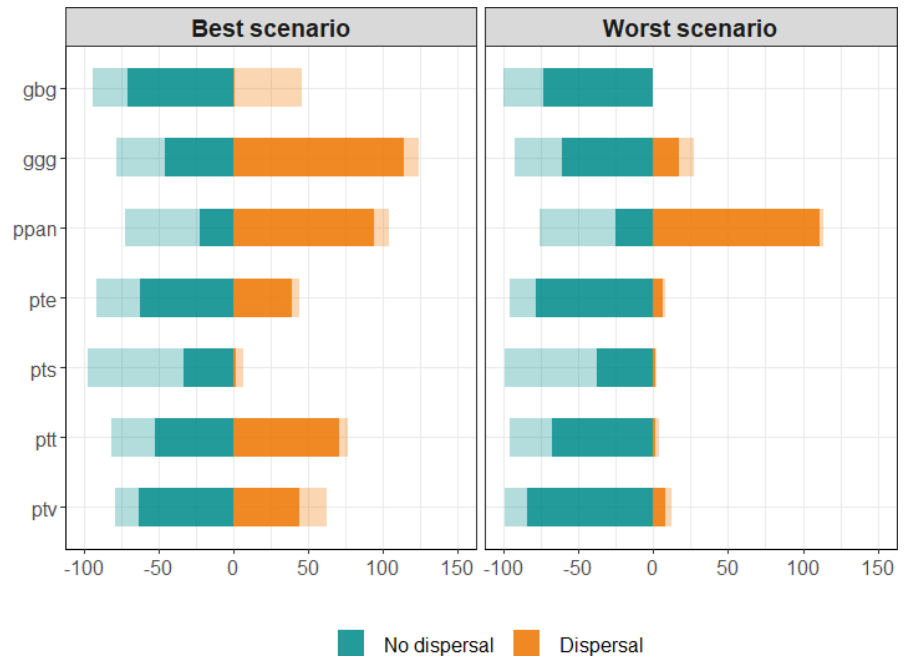 Best scenario Worst scenario
gbg
ggg
ppan
pte
pts
ptt
ptv
-100 -50 0 50 100 150 -100 -50 0 50 100 150
No dispersal Dispersal